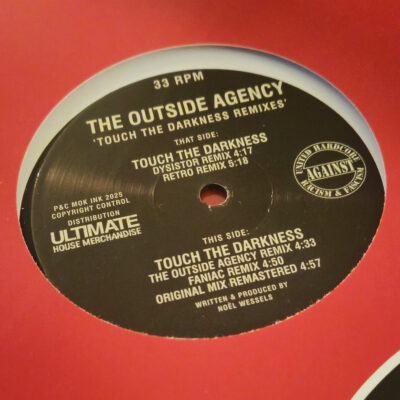 33 RPM
THE OUTSIDE AGENCY
'TOUCH THE DARKNESS REMIXES'
THAT SIDE:
TOUCH THE DARKNESS
DYSISTOR REMIX 4:17
RETRO REMIX 5:18
P&C MOK INK 2025
COPYRIGHT CONTROL
DISTRIBUTION
ULTIMATE
HOUSE MERCHANDISE
UNITED HARDCORE
AGAINST
RACISM & FASCISM
THIS SIDE:
TOUCH THE DARKNESS
THE OUTSIDE AGENCY REMIX 4:33
FANIAC REMIX 4:50
ORIGINAL MIX REMASTERED 4:57
WRITTEN & PRODUCED BY
NOËL WESSELS